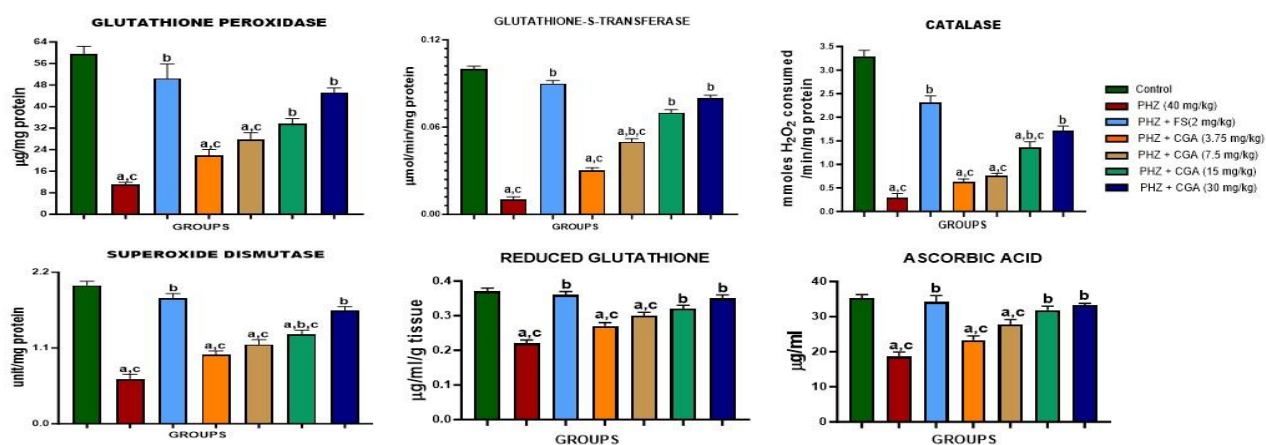 GLUTATHIONE PEROXIDASE
µg/mg protein
64
48
36
24
12
0
b
a,c
a,c
a,c
b
b
GROUPS
GLUTATHIONE-S-TRANSFERASE
µmol/min/mg protein
0.12
0.06
0.00
a,c
b
a,c
a,b,c
b
b
GROUPS
CATALASE
mmoles H₂O₂ consumed
/min/mg protein
3.5
3.0
2.5
2.0
1.5
1.0
0.5
0.0
a,c
b
a,c
a,c
a,b,c
b
GROUPS
Control
PHZ (40 mg/kg)
PHZ + FS(2 mg/kg)
PHZ + CGA (3.75 mg/kg)
PHZ + CGA (7.5 mg/kg)
PHZ + CGA (15 mg/kg)
PHZ + CGA (30 mg/kg)
SUPEROXIDE DISMUTASE
unit/mg protein
2.2
1.1
0.0
a,c
b
a,c
a,c
a,b,c
b
GROUPS
REDUCED GLUTATHIONE
µg/ml/g tissue
0.4
0.3
0.2
0.1
0.0
a,c
b
a,c
a,c
b
b
GROUPS
ASCORBIC ACID
µg/ml
40
30
20
10
0
a,c
b
a,c
a,c
b
b
GROUPS